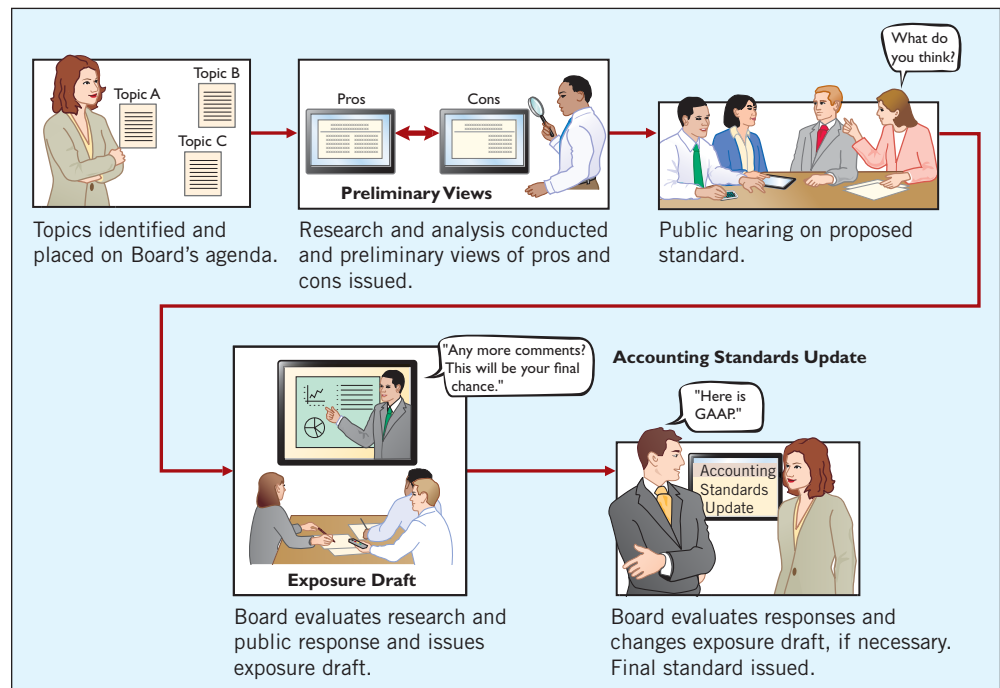 Topic A
Topic B
Topic C
Topics identified and
placed on Board's agenda.
Pros
Cons
Preliminary Views
Research and analysis conducted
and preliminary views of pros and
cons issued.
What do
you think?
Public hearing on proposed
standard.
"Any more comments?
This will be your final
chance."
Exposure Draft
Board evaluates research and
public response and issues
exposure draft.
Accounting Standards Update
"Here is
GAAP."
Accounting
Standards
Update
Board evaluates responses and
changes exposure draft, if necessary.
Final standard issued.